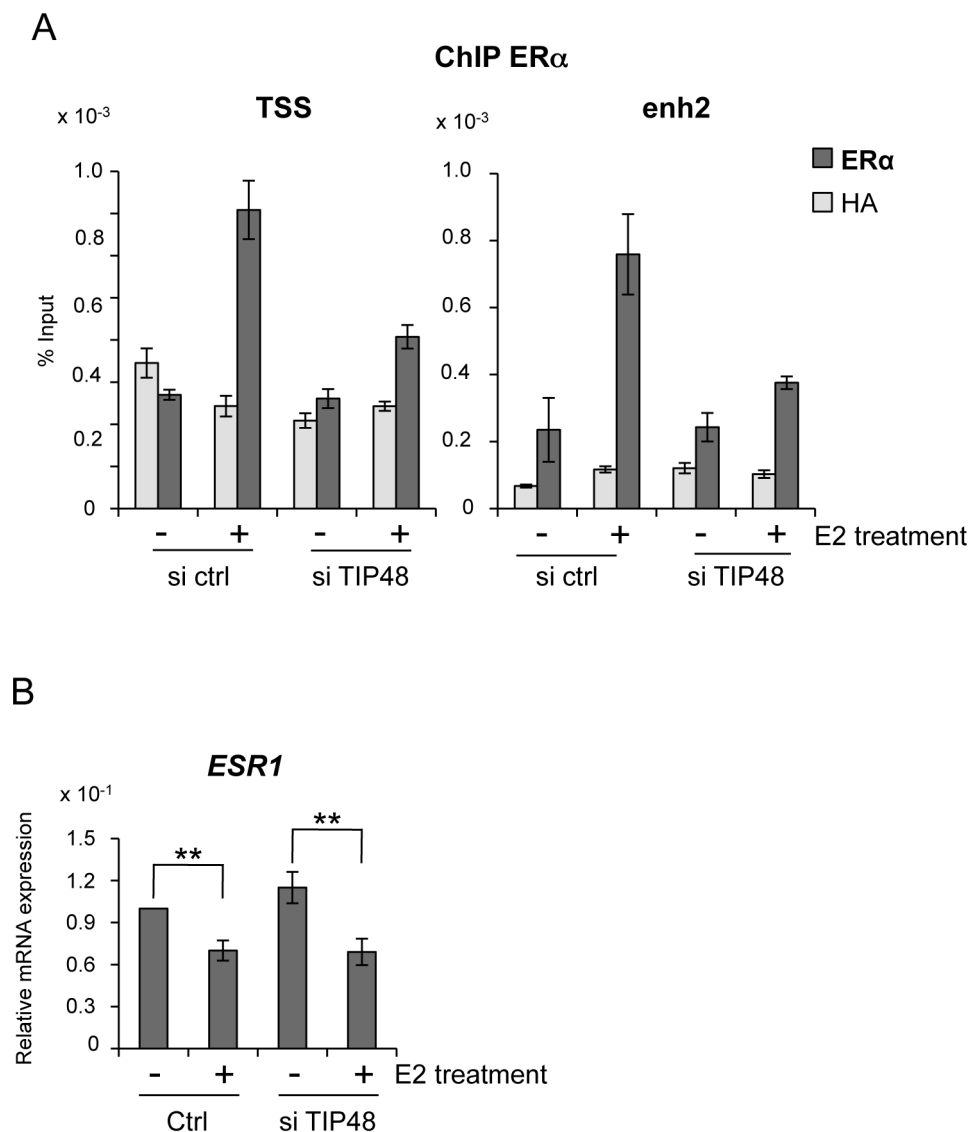 A
ChIP ERα
TSS
enh2
x 10-3
x 10-3
1.0
0.8
0.6
0.4
0.2
0
% Input
1.0
0.8
0.6
0.4
0.2
0
ERα
HA
- + - +
- + - +
E2 treatment
si ctrl
si TIP48
si ctrl
si TIP48
B
ESR1
x 10-1
Relative mRNA expression
1.5
1.2
0.9
0.6
0.3
0
**
**
- + - +
E2 treatment
Ctrl
si TIP48